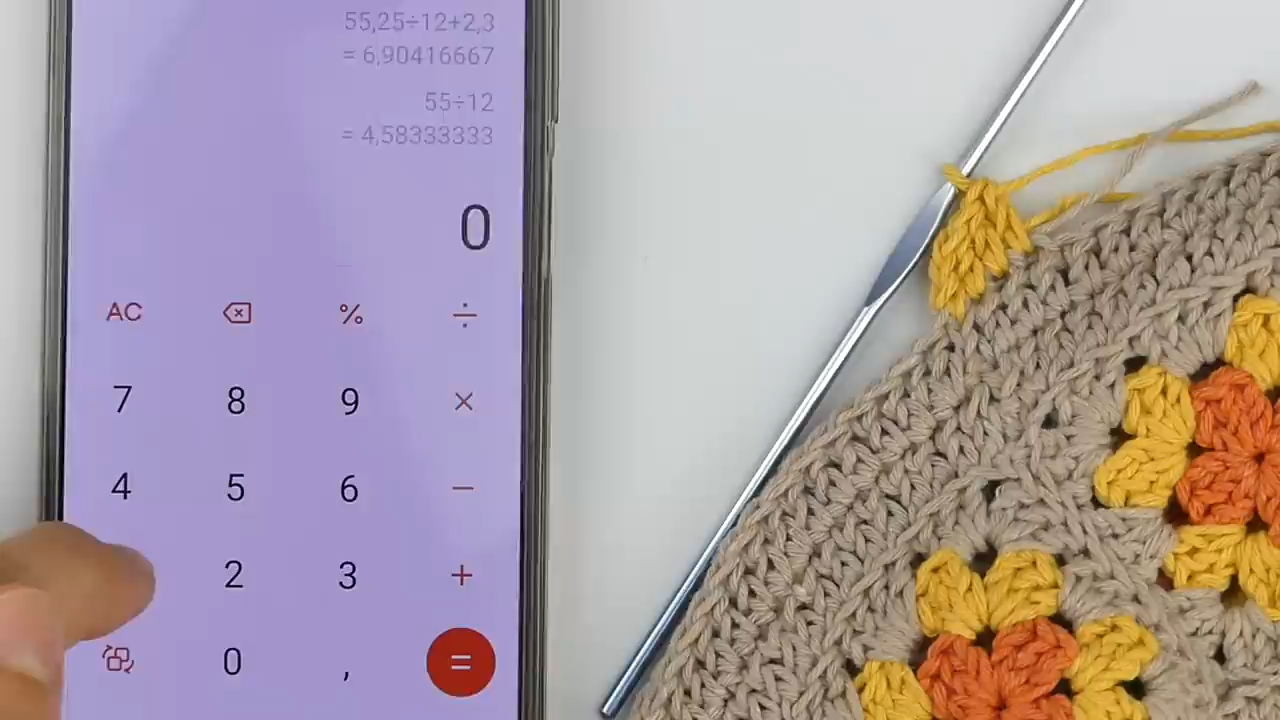 55,25÷12+2,3
= 6,90416667
55÷12
= 4,58333333
0
AC % ÷
7 8 9 ×
4 5 6 −
2 3 +
0 , =